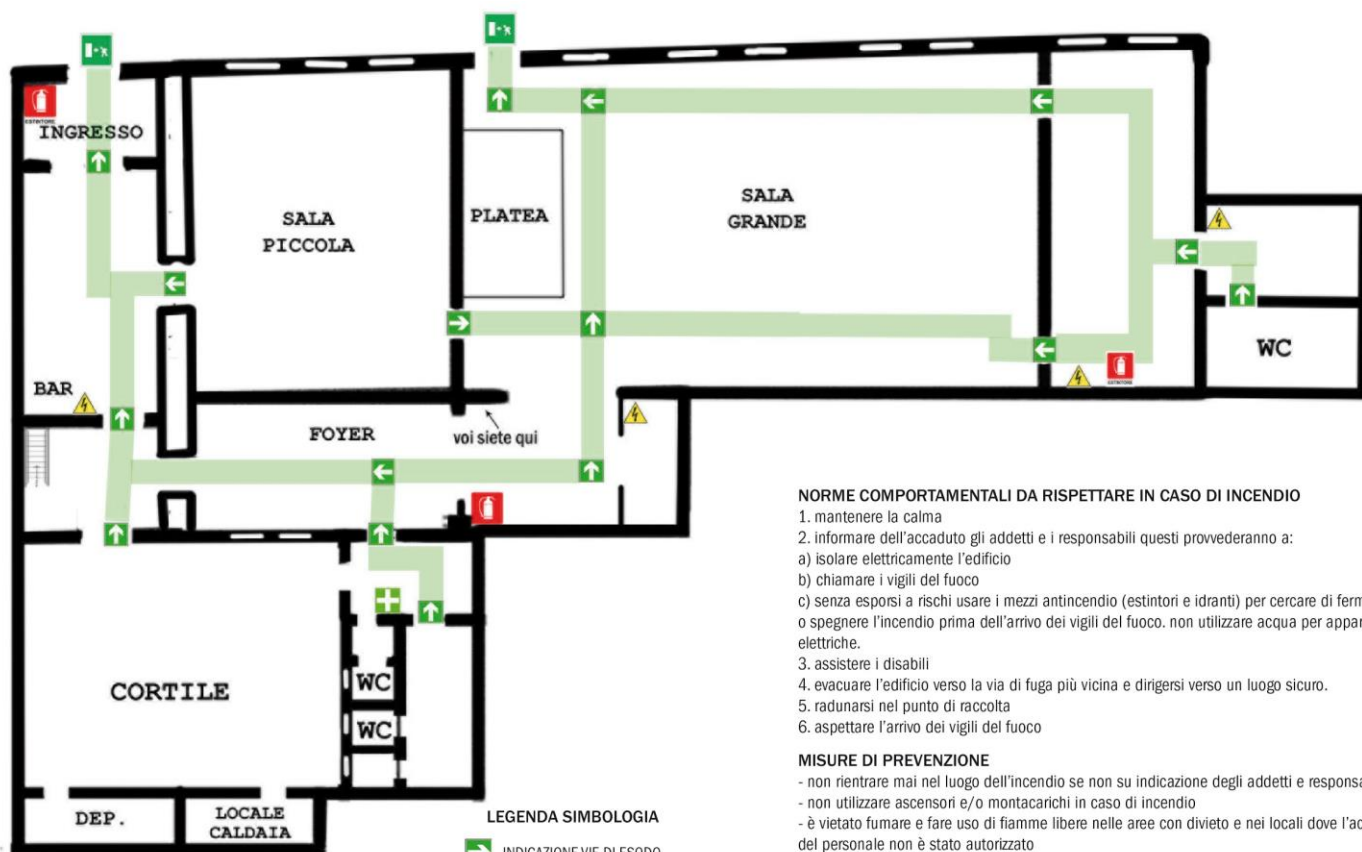 ESTINTORE
INGRESSO
SALA
PICCOLA
PLATEA
SALA
GRANDE
WC
ESTINTORE
BAR
FOYER
voi siete qui
CORTILE
WC
WC
DEP.
LOCALE
CALDAIA
LEGENDA SIMBOLOGIA
INDICAZIONE VIE DI ESODO
NORME COMPORTAMENTALI DA RISPETTARE IN CASO DI INCENDIO
1. mantenere la calma
2. informare dell'accaduto gli addetti e i responsabili questi provvederanno a:
a) isolare elettricamente l'edificio
b) chiamare i vigili del fuoco
c) senza esporsi a rischi usare i mezzi antincendio (estintori e idranti) per cercare di
o spegnere l'incendio prima dell'arrivo dei vigili del fuoco. non utilizzare acqua per
elettriche.
3. assistere i disabili
4. evacuare l'edificio verso la via di fuga più vicina e dirigersi verso un luogo sicuro.
5. radunarsi nel punto di raccolta
6. aspettare l'arrivo dei vigili del fuoco
MISURE DI PREVENZIONE
- non rientrare mai nel luogo dell'incendio se non su indicazione degli addetti e
- non utilizzare ascensori e/o montacarichi in caso di incendio
- è vietato fumare e fare uso di fiamme libere nelle aree con divieto e nei locali dove
del personale non è stato autorizzato